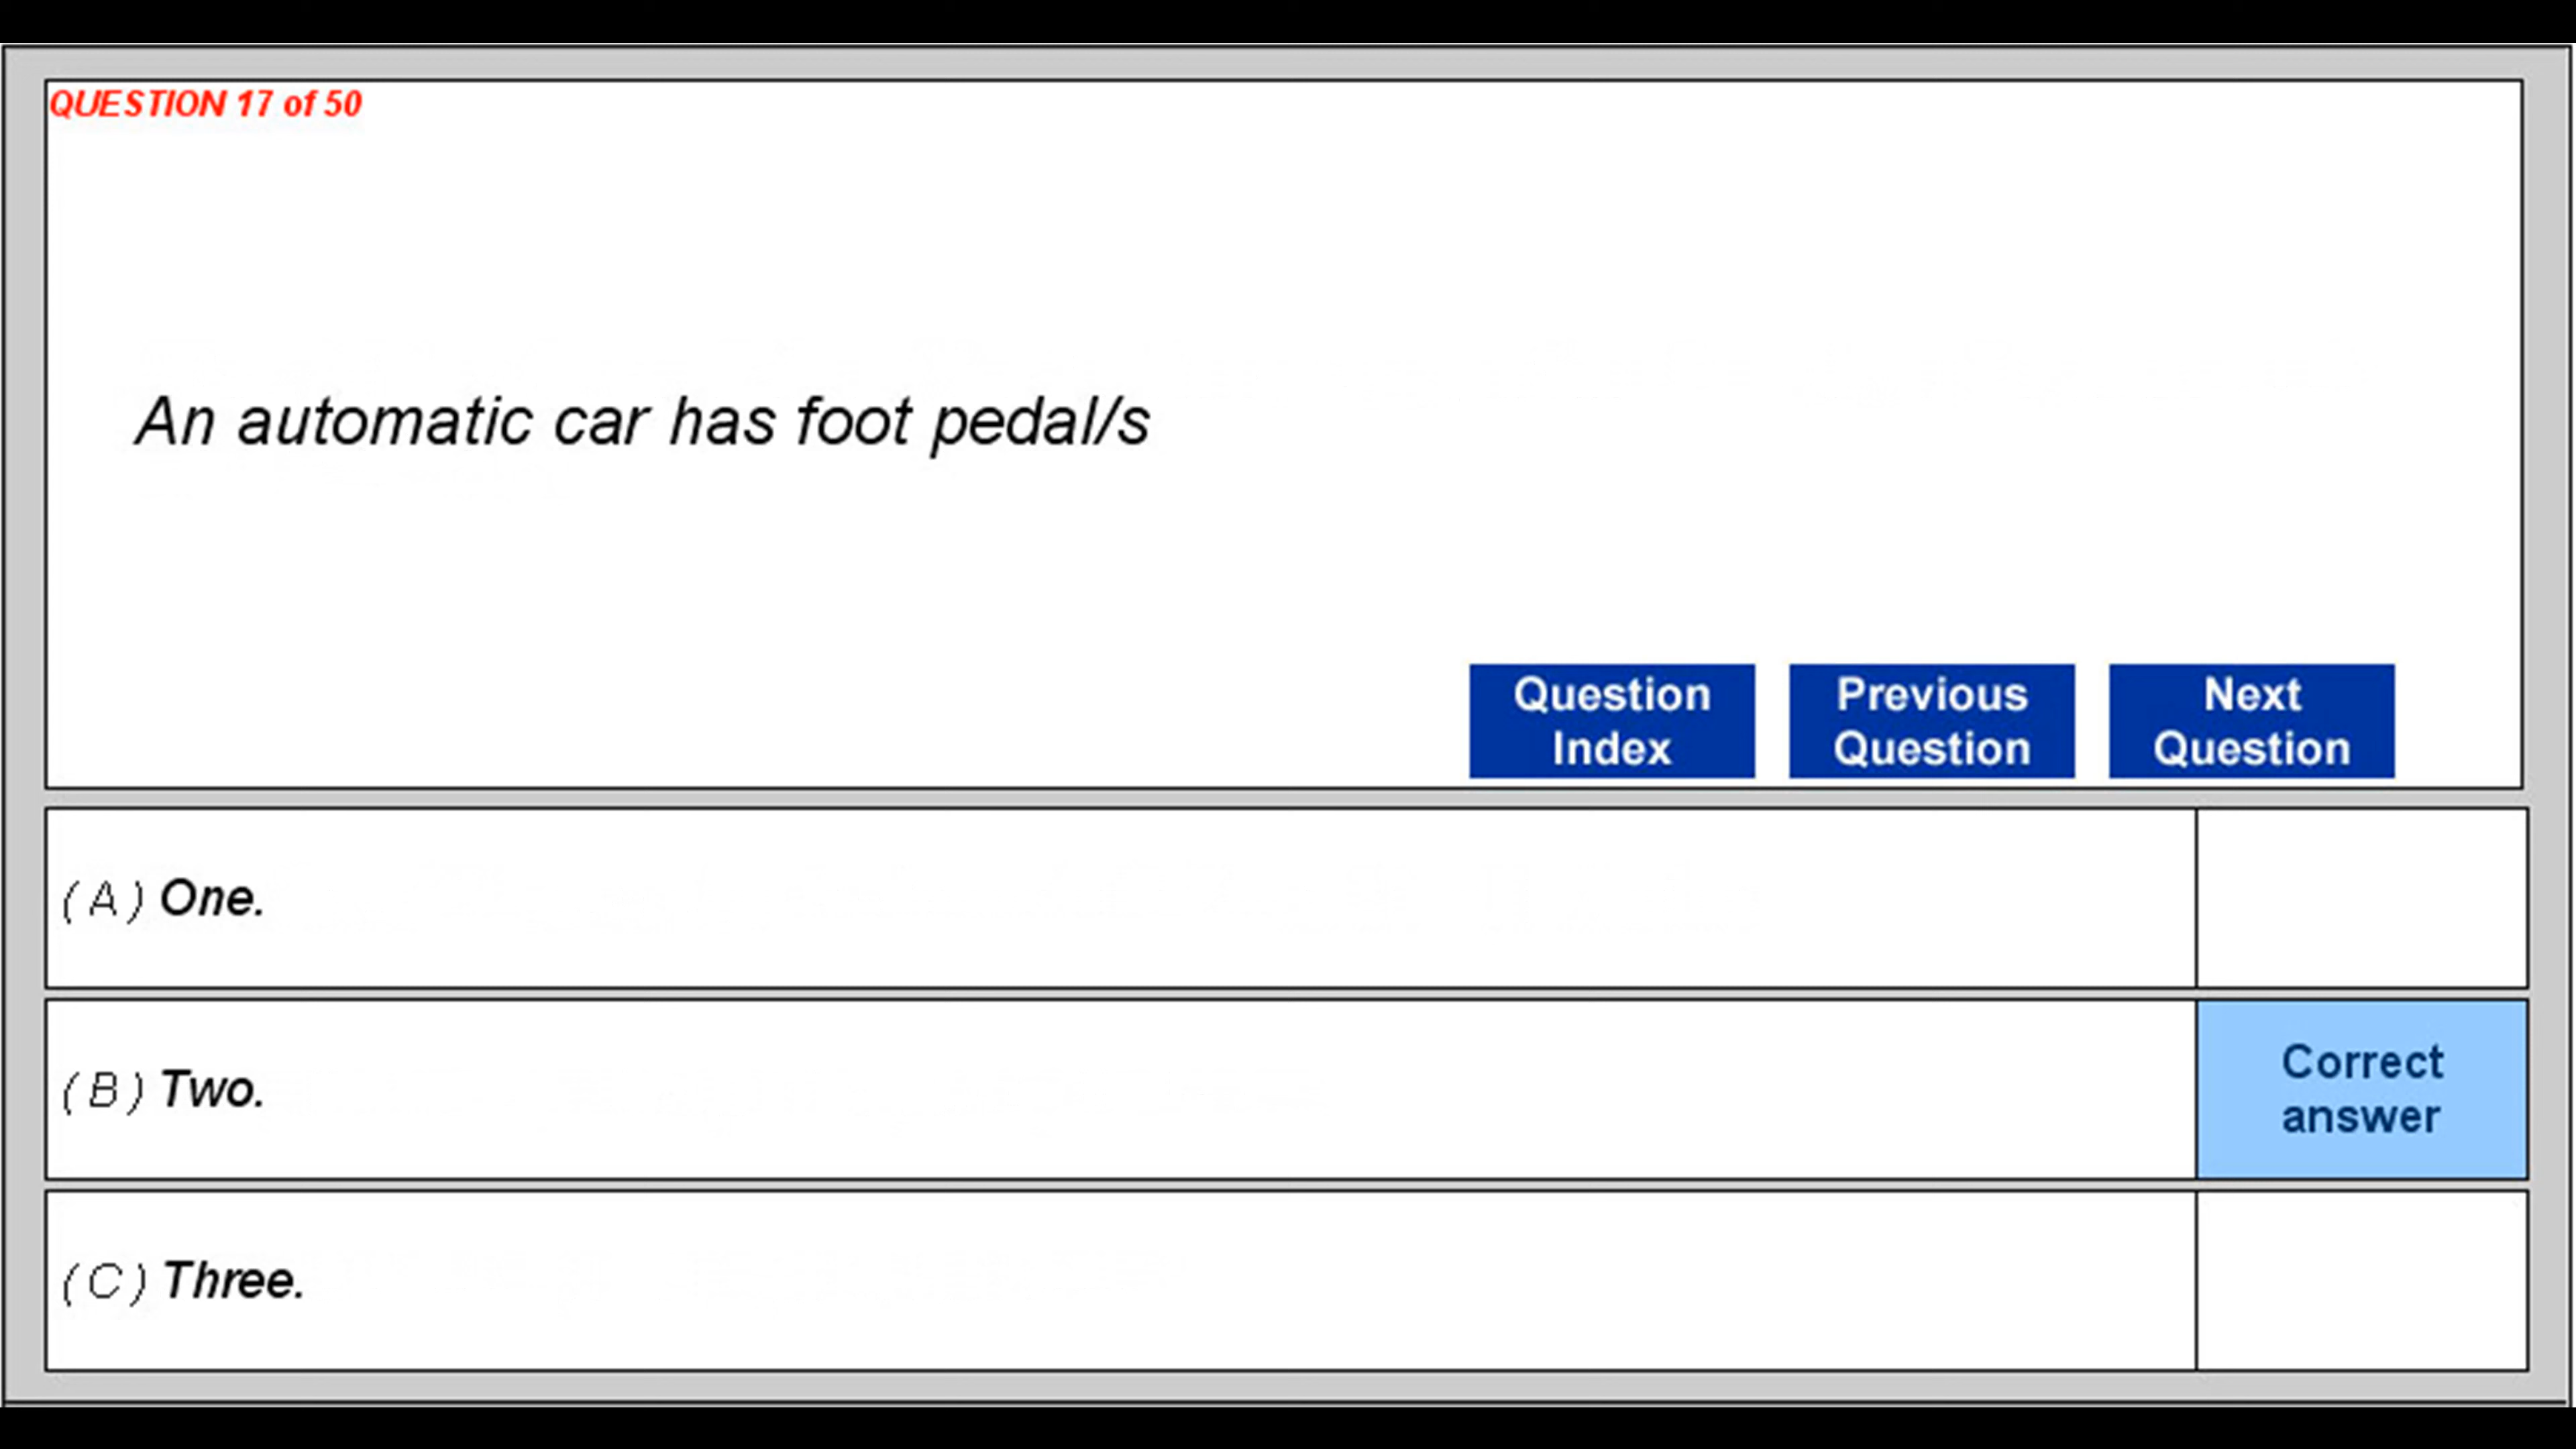 QUESTION 17 of 50
An automatic car has foot pedal/s
Question
Index
Previous
Question
Next
Question
(A) One.
(B) Two.
Correct
answer
(C) Three.